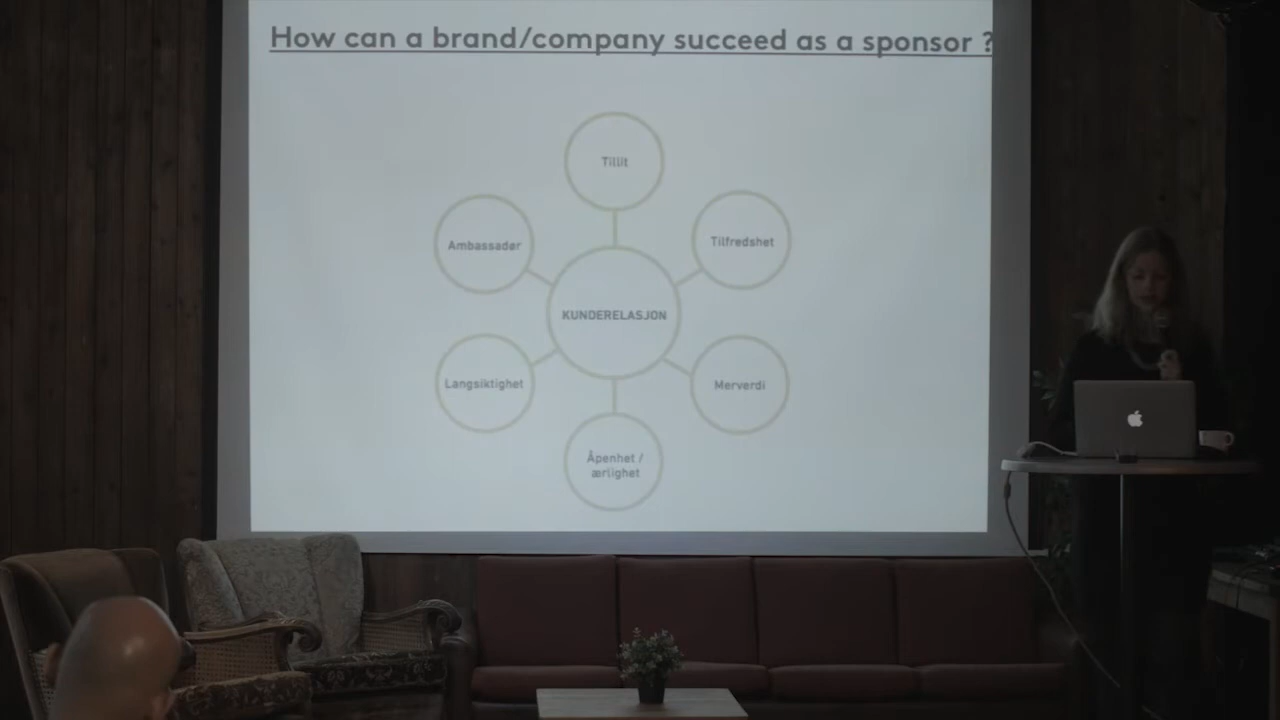 How can a brand/company succeed as a sponsor ?
Tillit
Ambassadør
Tilfredshet
KUNDERELASJON
Langsiktighet
Merverdi
Åpenhet /
ærlighet